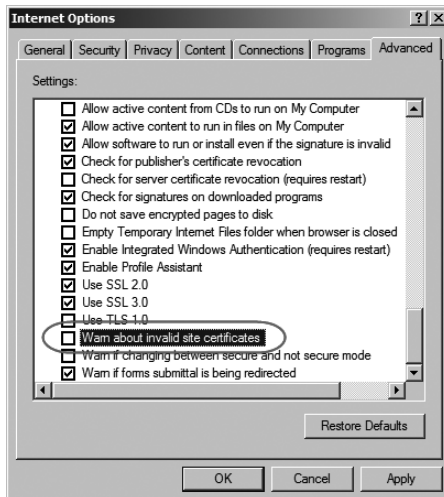 Internet Options
General Security Privacy Content Connections Programs Advanced
Settings:
Allow active content from CDs to run on My Computer
Allow active content to run in files on My Computer
Allow software to run or install even if the signature is invalid
Check for publisher's certificate revocation
Check for server certificate revocation (requires restart)
Check for signatures on downloaded programs
Do not save encrypted pages to disk
Empty Temporary Internet Files folder when browser is closed
Enable Integrated Windows Authentication (requires restart)
Enable Profile Assistant
Use SSL 2.0
Use SSL 3.0
Use TLS 1.0
Warn about invalid site certificates
Warn if changing between secure and not secure mode
Warn if forms submittal is being redirected
Restore Defaults
OK Cancel Apply